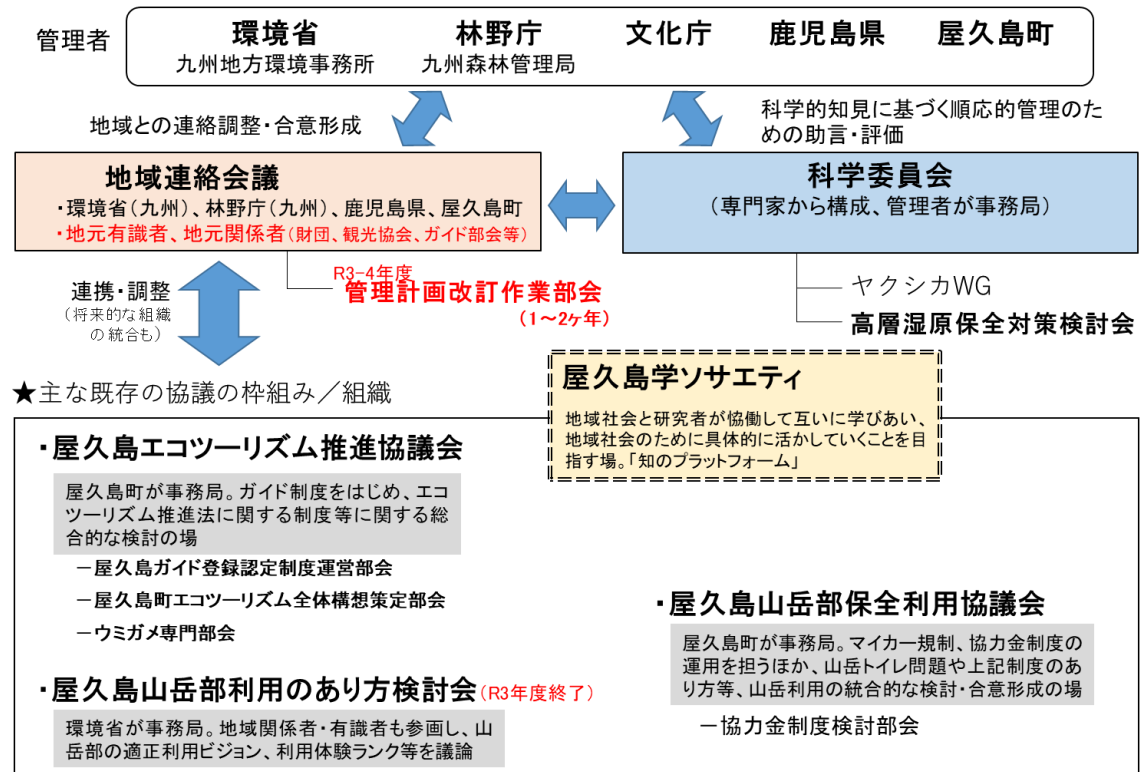 管理者
環境省 林野庁 文化庁 鹿児島県 屋久島町
九州地方環境事務所 九州森林管理局
地域との連絡調整・合意形成
科学的知見に基づく順応的管理のた
めの助言・評価
地域連絡会議
・環境省(九州)、林野庁(九州)、鹿児島県、屋久島町
・地元有識者、地元関係者(財団、観光協会、ガイド部会等)
科学委員会
(専門家から構成、管理者が事務局)
R3-4年度
管理計画改訂作業部会
(1~2ヶ年)
ヤクシカWG
高層湿原保全対策検討会
連携・調整
(将来的な組織
の統合も)
★主な既存の協議の枠組み/組織
屋久島学ソサエティ
地域社会と研究者が恊働して互いに学びあい、
地域社会のために具体的に活かしていくことを目
指す場。「知のプラットフォーム」
・屋久島エコツーリズム推進協議会
屋久島町が事務局。ガイド制度をはじめ、エコ
ツーリズム推進法に関する制度等に関する総
合的な検討の場
-屋久島ガイド登録認定制度運営部会
-屋久島町エコツーリズム全体構想策定部会
-ウミガメ専門部会
・屋久島山岳部利用のあり方検討会(R3年度終了)
環境省が事務局。地域関係者・有識者も参画し、山
岳部の適正利用ビジョン、利用体験ランク等を議論
・屋久島山岳部保全利用協議会
屋久島町が事務局。マイカー規制、協力金制度の
運用を担うほか、山岳トイレ問題や上記制度のあ
り方等、山岳利用の統合的な検討・合意形成の場
-協力金制度検討部会